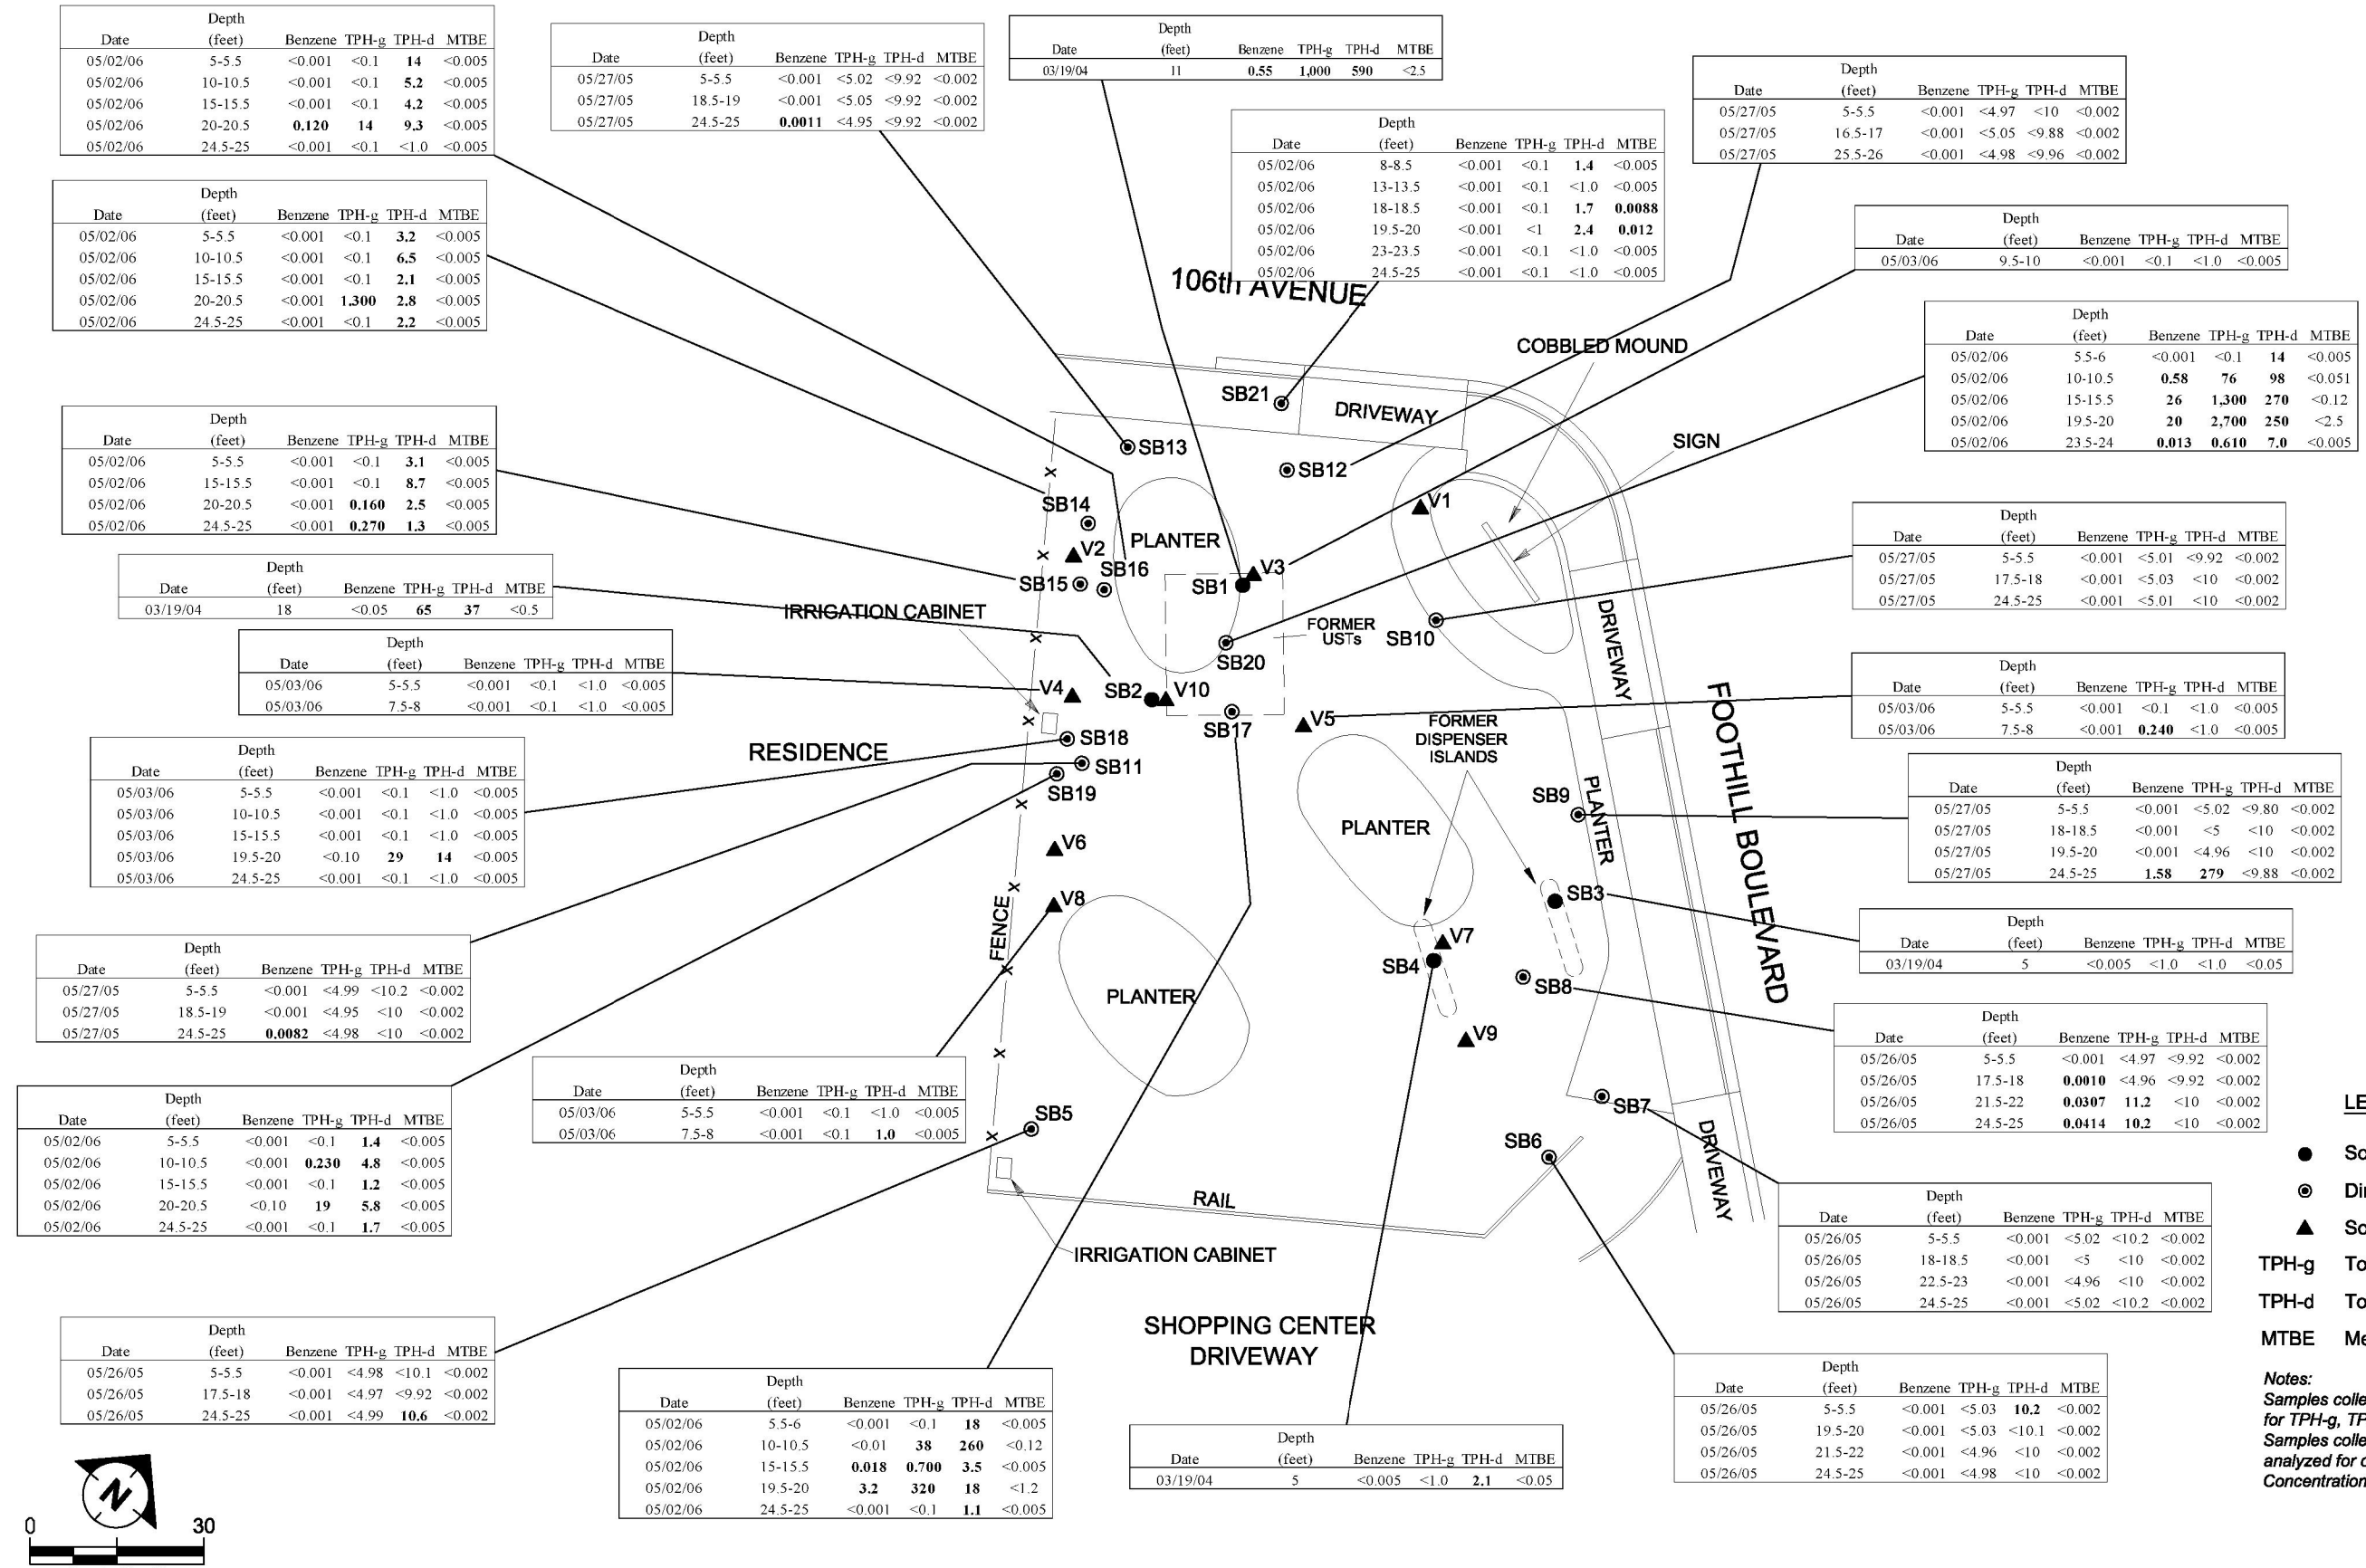 Depth
Date (feet) Benzene TPH-g TPH-d MTBE
05/02/06 5-5.5 <0.001 <0.1 14 <0.005
05/02/06 10-10.5 <0.001 <0.1 5.2 <0.005
05/02/06 15-15.5 <0.001 <0.1 4.2 <0.005
05/02/06 20-20.5 0.120 14 9.3 <0.005
05/02/06 24.5-25 <0.001 <0.1 <1.0 <0.005
Depth
Date (feet) Benzene TPH-g TPH-d MTBE
05/27/05 5-5.5 <0.001 <5.02 <9.92 <0.002
05/27/05 18.5-19 <0.001 <5.05 <9.92 <0.002
05/27/05 24.5-25 0.0011 <4.95 <9.92 <0.002
Depth
Date (feet) Benzene TPH-g TPH-d MTBE
03/19/04 11 0.55 1,000 590 <2.5
Depth
Date (feet) Benzene TPH-g TPH-d MTBE
05/02/06 8-8.5 <0.001 <0.1 1.4 <0.005
05/02/06 13-13.5 <0.001 <0.1 <1.0 <0.005
05/02/06 18-18.5 <0.001 <0.1 1.7 0.0088
05/02/06 19.5-20 <0.001 <1 2.4 0.012
05/02/06 23-23.5 <0.001 <0.1 <1.0 <0.005
05/02/06 24.5-25 <0.001 <0.1 <1.0 <0.005
Depth
Date (feet) Benzene TPH-g TPH-d MTBE
05/27/05 5-5.5 <0.001 <4.97 <10 <0.002
05/27/05 16.5-17 <0.001 <5.05 <9.88 <0.002
05/27/05 25.5-26 <0.001 <4.98 <9.96 <0.002
Depth
Date (feet) Benzene TPH-g TPH-d MTBE
05/02/06 5-5.5 <0.001 <0.1 3.2 <0.005
05/02/06 10-10.5 <0.001 <0.1 6.5 <0.005
05/02/06 15-15.5 <0.001 <0.1 2.1 <0.005
05/02/06 20-20.5 <0.001 1,300 2.8 <0.005
05/02/06 24.5-25 <0.001 <0.1 2.2 <0.005
Depth
Date (feet) Benzene TPH-g TPH-d MTBE
05/03/06 9.5-10 <0.001 <0.1 <1.0 <0.005
Depth
Date (feet) Benzene TPH-g TPH-d MTBE
05/02/06 5.5-6 <0.001 <0.1 14 <0.005
05/02/06 10-10.5 0.58 76 98 <0.051
05/02/06 15-15.5 26 1,300 270 <0.12
05/02/06 19.5-20 20 2,700 250 <2.5
05/02/06 23.5-24 0.013 0.610 7.0 <0.005
Depth
Date (feet) Benzene TPH-g TPH-d MTBE
05/02/06 5-5.5 <0.001 <0.1 3.1 <0.005
05/02/06 15-15.5 <0.001 <0.1 8.7 <0.005
05/02/06 20-20.5 <0.001 0.160 2.5 <0.005
05/02/06 24.5-25 <0.001 0.270 1.3 <0.005
Depth
Date (feet) Benzene TPH-g TPH-d MTBE
05/27/05 5-5.5 <0.001 <5.01 <9.92 <0.002
05/27/05 17.5-18 <0.001 <5.03 <10 <0.002
05/27/05 24.5-25 <0.001 <5.01 <10 <0.002
Depth
Date (feet) Benzene TPH-g TPH-d MTBE
03/19/04 18 <0.05 65 37 <0.5
Depth
Date (feet) Benzene TPH-g TPH-d MTBE
05/03/06 5-5.5 <0.001 <0.1 <1.0 <0.005
05/03/06 7.5-8 <0.001 <0.1 <1.0 <0.005
Depth
Date (feet) Benzene TPH-g TPH-d MTBE
05/03/06 5-5.5 <0.001 <0.1 <1.0 <0.005
05/03/06 7.5-8 <0.001 0.240 <1.0 <0.005
Depth
Date (feet) Benzene TPH-g TPH-d MTBE
05/03/06 5-5.5 <0.001 <0.1 <1.0 <0.005
05/03/06 10-10.5 <0.001 <0.1 <1.0 <0.005
05/03/06 15-15.5 <0.001 <0.1 <1.0 <0.005
05/03/06 19.5-20 <0.10 29 14 <0.005
05/03/06 24.5-25 <0.001 <0.1 <1.0 <0.005
Depth
Date (feet) Benzene TPH-g TPH-d MTBE
05/27/05 5-5.5 <0.001 <5.02 <9.80 <0.002
05/27/05 18-18.5 <0.001 <5 <10 <0.002
05/27/05 19.5-20 <0.001 <4.96 <10 <0.002
05/27/05 24.5-25 1.58 279 <9.88 <0.002
Depth
Date (feet) Benzene TPH-g TPH-d MTBE
03/19/04 5 <0.005 <1.0 <1.0 <0.05
Depth
Date (feet) Benzene TPH-g TPH-d MTBE
05/27/05 5-5.5 <0.001 <4.99 <10.2 <0.002
05/27/05 18.5-19 <0.001 <4.95 <10 <0.002
05/27/05 24.5-25 0.0082 <4.98 <10 <0.002
Depth
Date (feet) Benzene TPH-g TPH-d MTBE
05/26/05 5-5.5 <0.001 <4.97 <9.92 <0.002
05/26/05 17.5-18 0.0010 <4.96 <9.92 <0.002
05/26/05 21.5-22 0.0307 11.2 <10 <0.002
05/26/05 24.5-25 0.0414 10.2 <10 <0.002
Depth
Date (feet) Benzene TPH-g TPH-d MTBE
05/03/06 5-5.5 <0.001 <0.1 <1.0 <0.005
05/03/06 7.5-8 <0.001 <0.1 1.0 <0.005
Depth
Date (feet) Benzene TPH-g TPH-d MTBE
05/02/06 5-5.5 <0.001 <0.1 1.4 <0.005
05/02/06 10-10.5 <0.001 0.230 4.8 <0.005
05/02/06 15-15.5 <0.001 <0.1 1.2 <0.005
05/02/06 20-20.5 <0.10 19 5.8 <0.005
05/02/06 24.5-25 <0.001 <0.1 1.7 <0.005
Depth
Date (feet) Benzene TPH-g TPH-d MTBE
05/26/05 5-5.5 <0.001 <5.02 <10.2 <0.002
05/26/05 18-18.5 <0.001 <5 <10 <0.002
05/26/05 22.5-23 <0.001 <4.96 <10 <0.002
05/26/05 24.5-25 <0.001 <5.02 <10.2 <0.002
Depth
Date (feet) Benzene TPH-g TPH-d MTBE
05/26/05 5-5.5 <0.001 <4.98 <10.1 <0.002
05/26/05 17.5-18 <0.001 <4.97 <9.92 <0.002
05/26/05 24.5-25 <0.001 <4.99 10.6 <0.002
Depth
Date (feet) Benzene TPH-g TPH-d MTBE
05/02/06 5.5-6 <0.001 <0.1 18 <0.005
05/02/06 10-10.5 <0.01 38 260 <0.12
05/02/06 15-15.5 0.018 0.700 3.5 <0.005
05/02/06 19.5-20 3.2 320 18 <1.2
05/02/06 24.5-25 <0.001 <0.1 1.1 <0.005
Depth
Date (feet) Benzene TPH-g TPH-d MTBE
03/19/04 5 <0.005 <1.0 2.1 <0.05
Depth
Date (feet) Benzene TPH-g TPH-d MTBE
05/26/05 5-5.5 <0.001 <5.03 10.2 <0.002
05/26/05 19.5-20 <0.001 <5.03 <10.1 <0.002
05/26/05 21.5-22 <0.001 <4.96 <10 <0.002
05/26/05 24.5-25 <0.001 <4.98 <10 <0.002
106th AVENUE
COBBLED MOUND
SB21
DRIVEWAY
SIGN
SB13
SB12
V1
SB14
PLANTER
V2
SB16
SB15
V3
SB1
IRRIGATION CABINET
FORMER
USTs
SB10
DRIVEWAY
SB20
V4
SB2
V10
SB17
V5
FORMER
DISPENSER
ISLANDS
FOOTHILL BOULEVARD
RESIDENCE
SB18
SB11
SB19
SB9
PLANTER
PLANTER
V6
V8
SB3
FENCE
V7
SB4
SB8
PLANTER
V9
SB5
SB7
SB6
DRIVEWAY
RAIL
IRRIGATION CABINET
SHOPPING CENTER
DRIVEWAY
N
0 30
LE
So
Di
So
TPH-g To
TPH-d To
MTBE Me
Notes:
Samples colle
for TPH-g, TP
Samples colle
analyzed for
Concentration